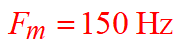 Fm = 150 Hz